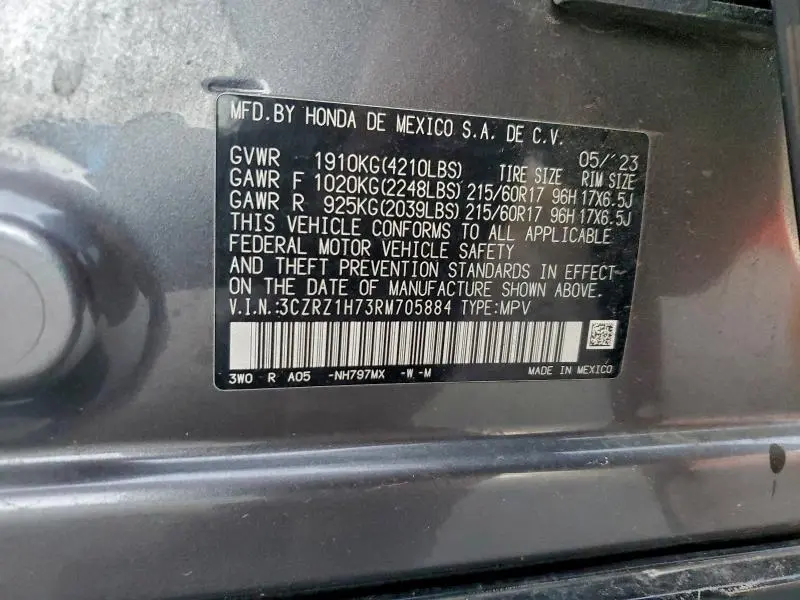 MFD.BY HONDA DE MEXICO S.A. DE C.V.
05/'23
GVWR 1910KG(4210LBS) TIRE SIZE RIM SIZE
GAWR F 1020KG(2248LBS) 215/60R17 96H 17X6.5J
GAWR R 925KG(2039LBS) 215/60R17 96H 17X6.5J
THIS VEHICLE CONFORMS TO ALL APPLICABLE
FEDERAL MOTOR VEHICLE SAFETY
AND THEFT PREVENTION STANDARDS IN EFFECT
ON THE DATE OF MANUFACTURE SHOWN ABOVE.
V.I.N.:3CZRZ1H73RM705884 TYPE:MPV
3W0 R A05 -NH797MX -W -M MADE IN MEXICO